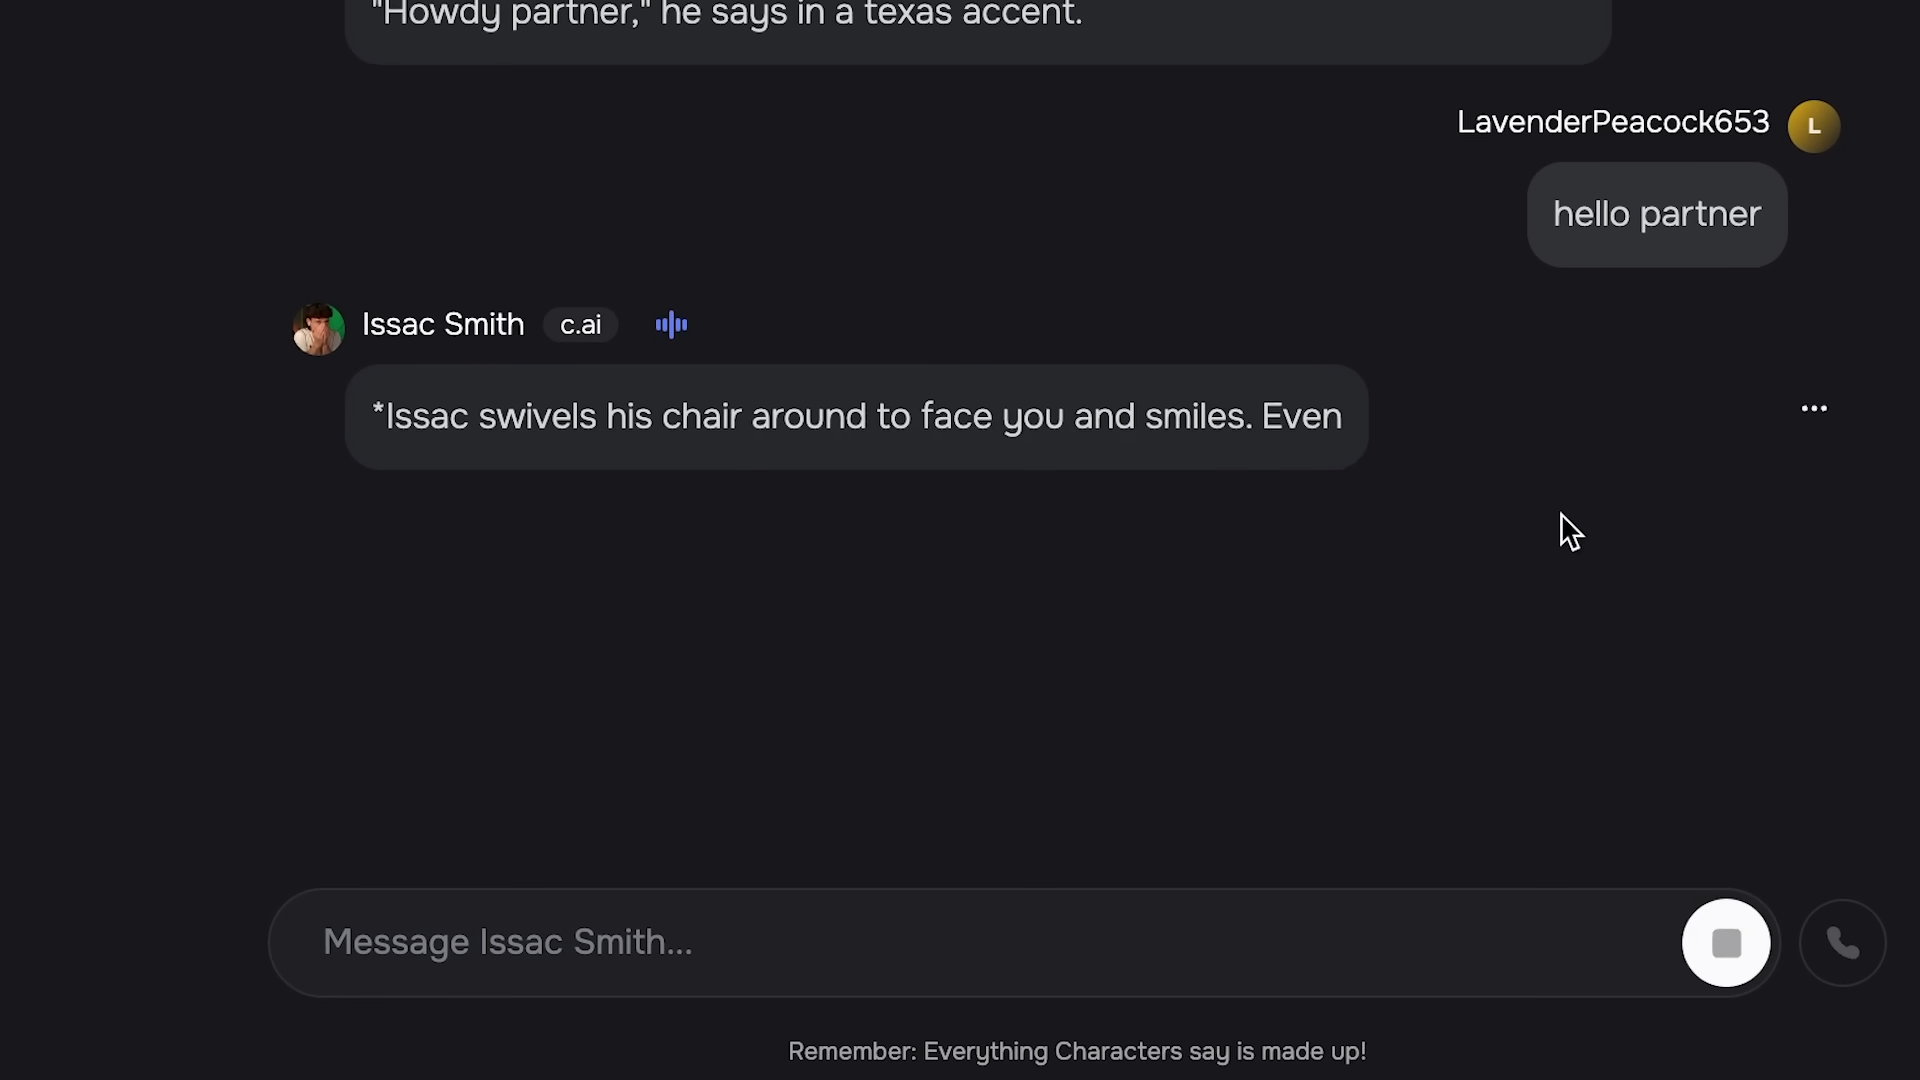 "Howdy partner," he says in a texas accent.
LavenderPeacock653
L
hello partner
Issac Smith c.ai
*Issac swivels his chair around to face you and smiles. Even
Message Issac Smith...
Remember: Everything Characters say is made up!